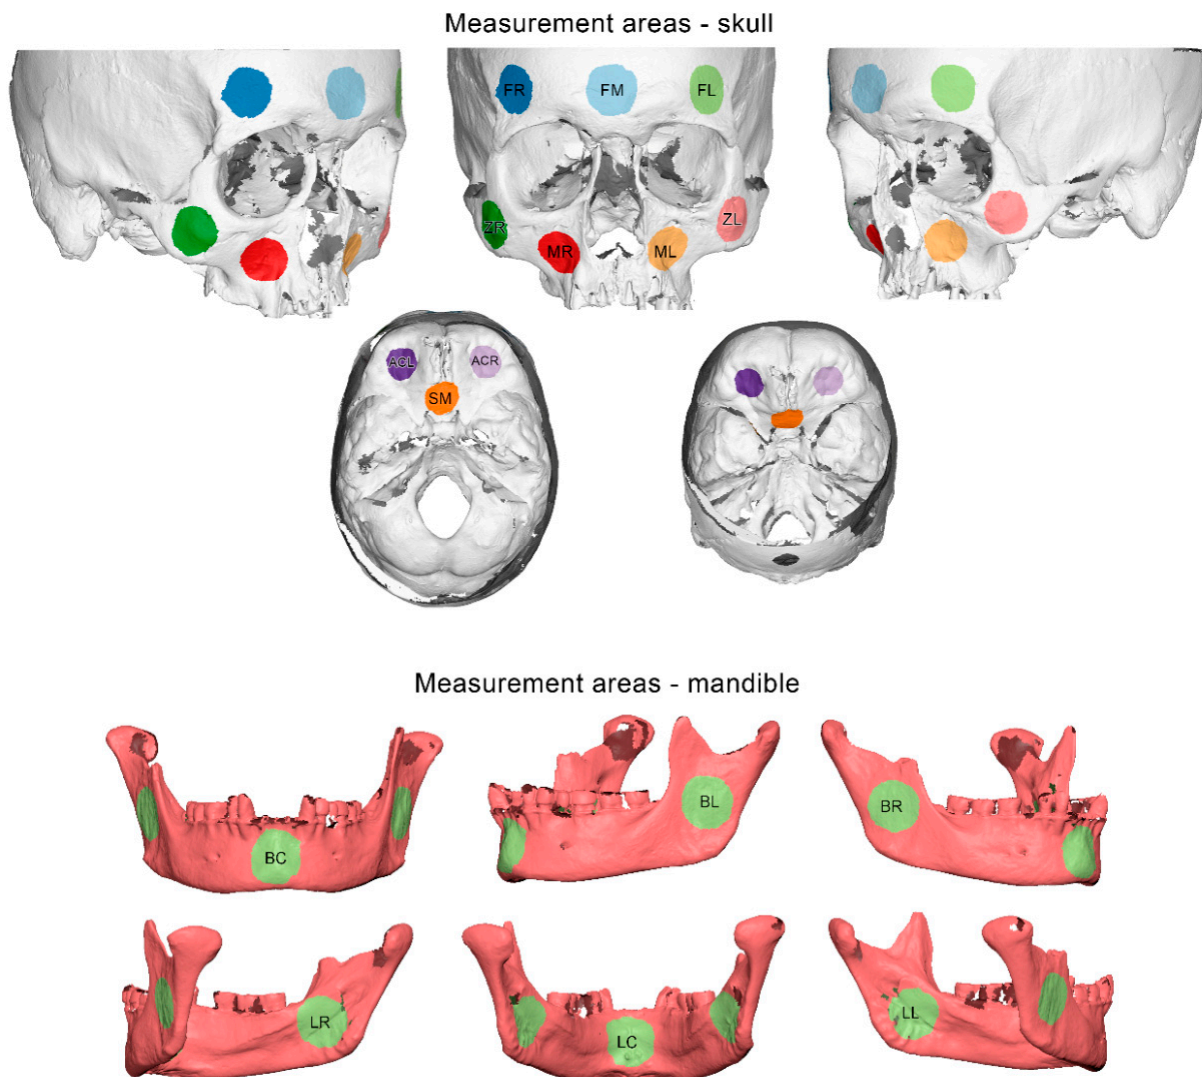 Measurement areas - skull
FR FM FL
ZR MR ML ZL
ACL ACR
SM
Measurement areas - mandible
BC BL BR
LR LC LL